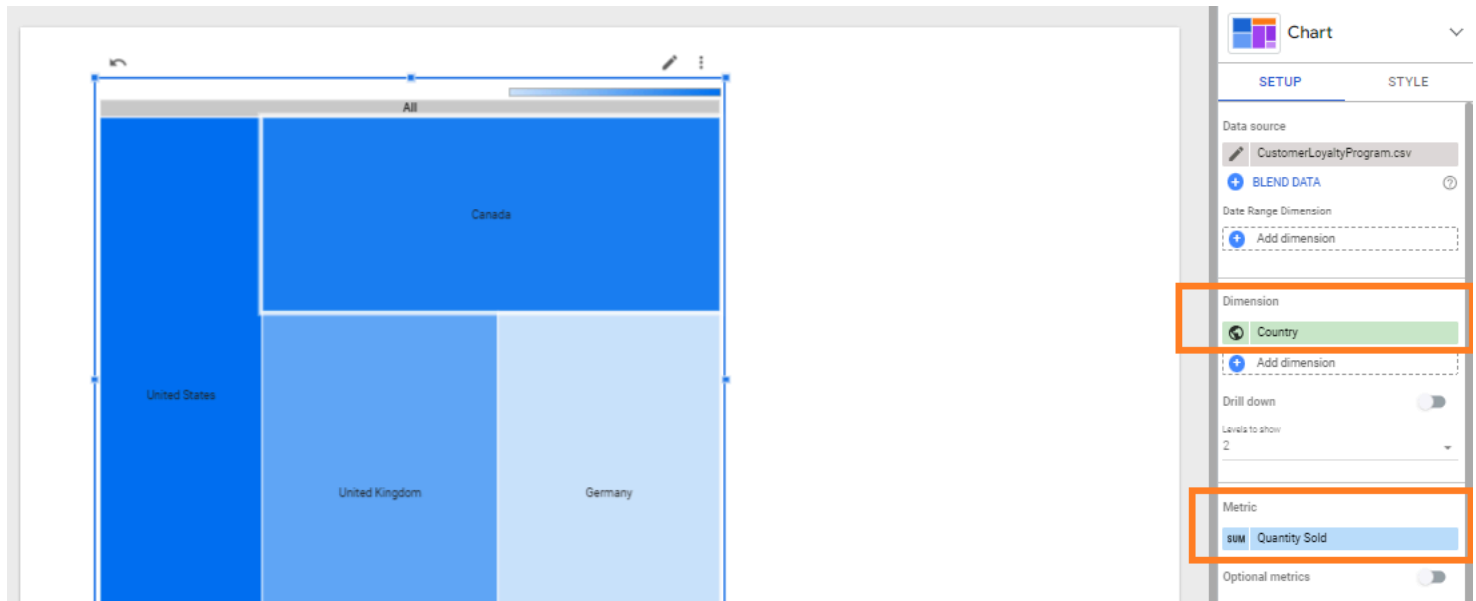 Chart
SETUP STYLE
Data source
CustomerLoyaltyProgram.csv
BLEND DATA
Date Range Dimension
Add dimension
Dimension
Country
Add dimension
Drill down
Levels to show
2
Metric
SUM Quantity Sold
Optional metrics
All
Canada
United States
United Kingdom
Germany